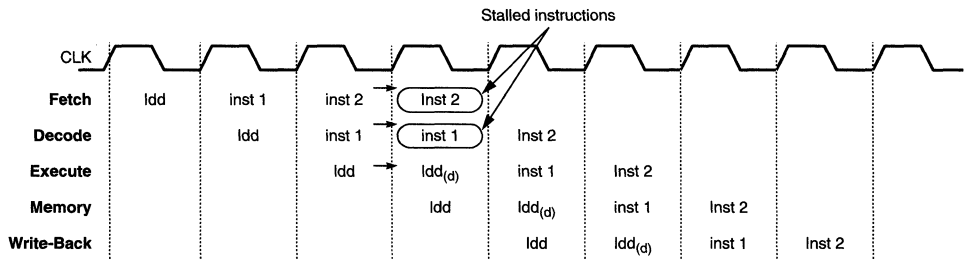 Stalled instructions
CLK
Fetch ldd inst 1 inst 2 Inst 2
Decode ldd inst 1 inst 1 Inst 2
Execute ldd ldd(d) inst 1 Inst 2
Memory ldd ldd(d) inst 1 Inst 2
Write-Back ldd ldd(d) inst 1 Inst 2